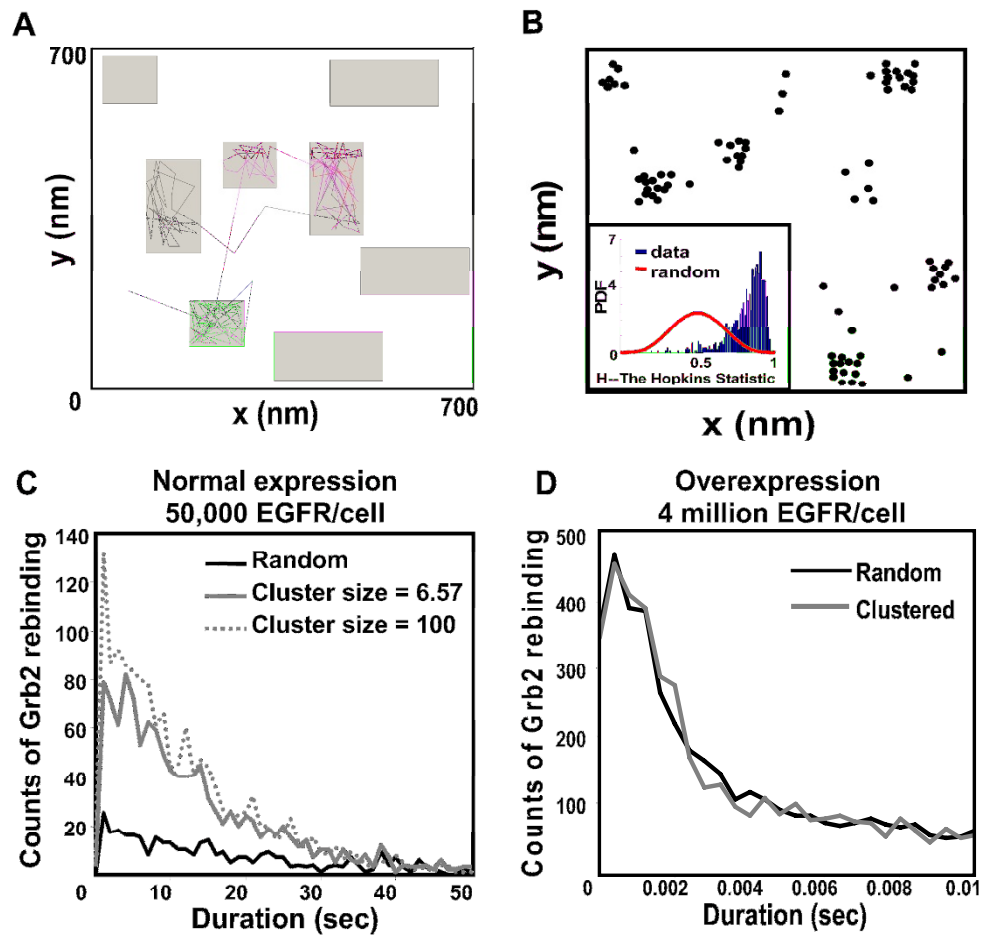 A
700
y (nm)
0
x (nm)
700
B
y (nm)
7
4
0
PDF
data
random
0.5
1
H--The Hopkins Statistic
x (nm)
C
Normal expression
50,000 EGFR/cell
140
120
100
80
60
40
20
Counts of Grb2 rebinding
Random
Cluster size = 6.57
Cluster size = 100
0
10
20
30
40
50
Duration (sec)
D
Overexpression
4 million EGFR/cell
500
400
300
200
100
Counts of Grb2 rebinding
Random
Clustered
0
0.002
0.004
0.006
0.008
0.01
Duration (sec)